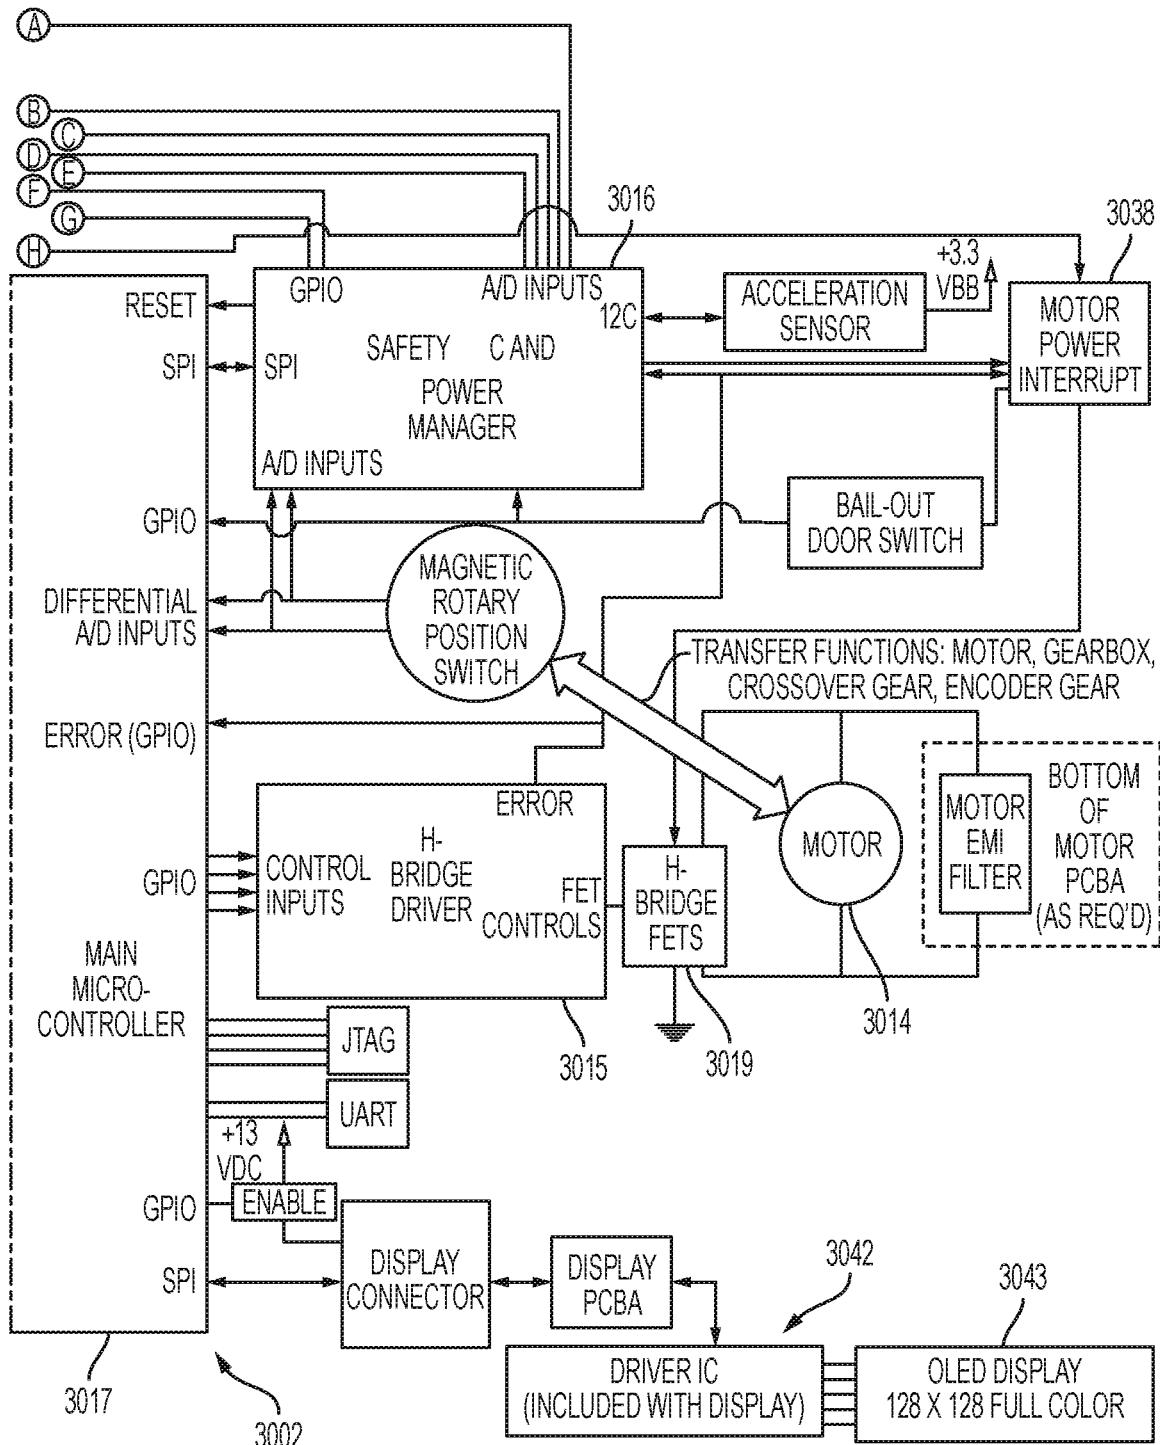 A
B
C
D
E
F
G
H
3016
3038
+3.3
VBB
GPIO
A/D INPUTS
12C
RESET
SPI
SPI
SAFETY C AND
POWER
MANAGER
A/D INPUTS
ACCELERATION
SENSOR
MOTOR
POWER
INTERRUPT
GPIO
BAIL-OUT
DOOR SWITCH
MAGNETIC
ROTARY
POSITION
SWITCH
DIFFERENTIAL
A/D INPUTS
TRANSFER FUNCTIONS: MOTOR, GEARBOX,
CROSSOVER GEAR, ENCODER GEAR
ERROR (GPIO)
ERROR
H-
BRIDGE
DRIVER
CONTROL
INPUTS
GPIO
FET
CONTROLS
H-
BRIDGE
FETS
MOTOR
MOTOR
EMI
FILTER
BOTTOM
OF
MOTOR
PCBA
(AS REQ'D)
MAIN
MICRO-
CONTROLLER
3015
3019
3014
JTAG
UART
+13
VDC
GPIO
ENABLE
SPI
DISPLAY
CONNECTOR
DISPLAY
PCBA
3042
3043
DRIVER IC
(INCLUDED WITH DISPLAY)
OLED DISPLAY
128 X 128 FULL COLOR
3017
3002